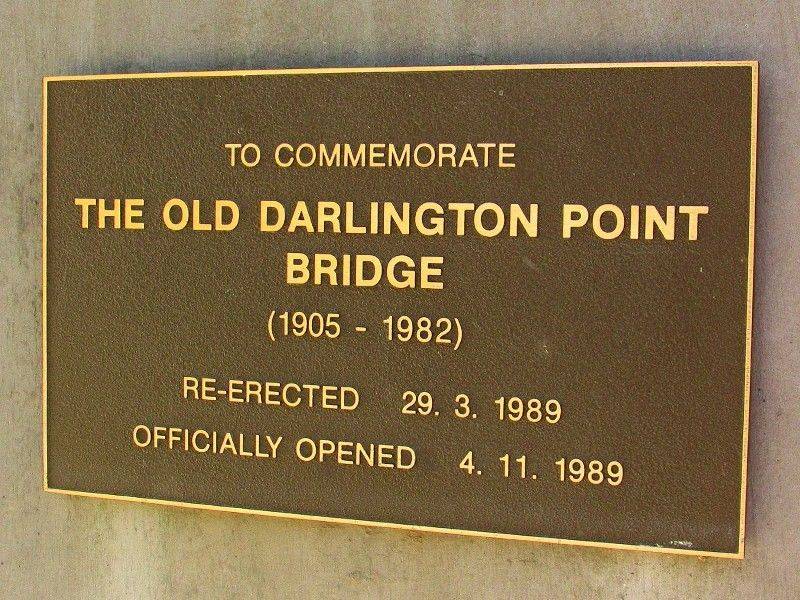 TO COMMEMORATE
THE OLD DARLINGTON POINT
BRIDGE
(1905 - 1982)
RE-ERECTED 29. 3. 1989
OFFICIALLY OPENED 4. 11. 1989